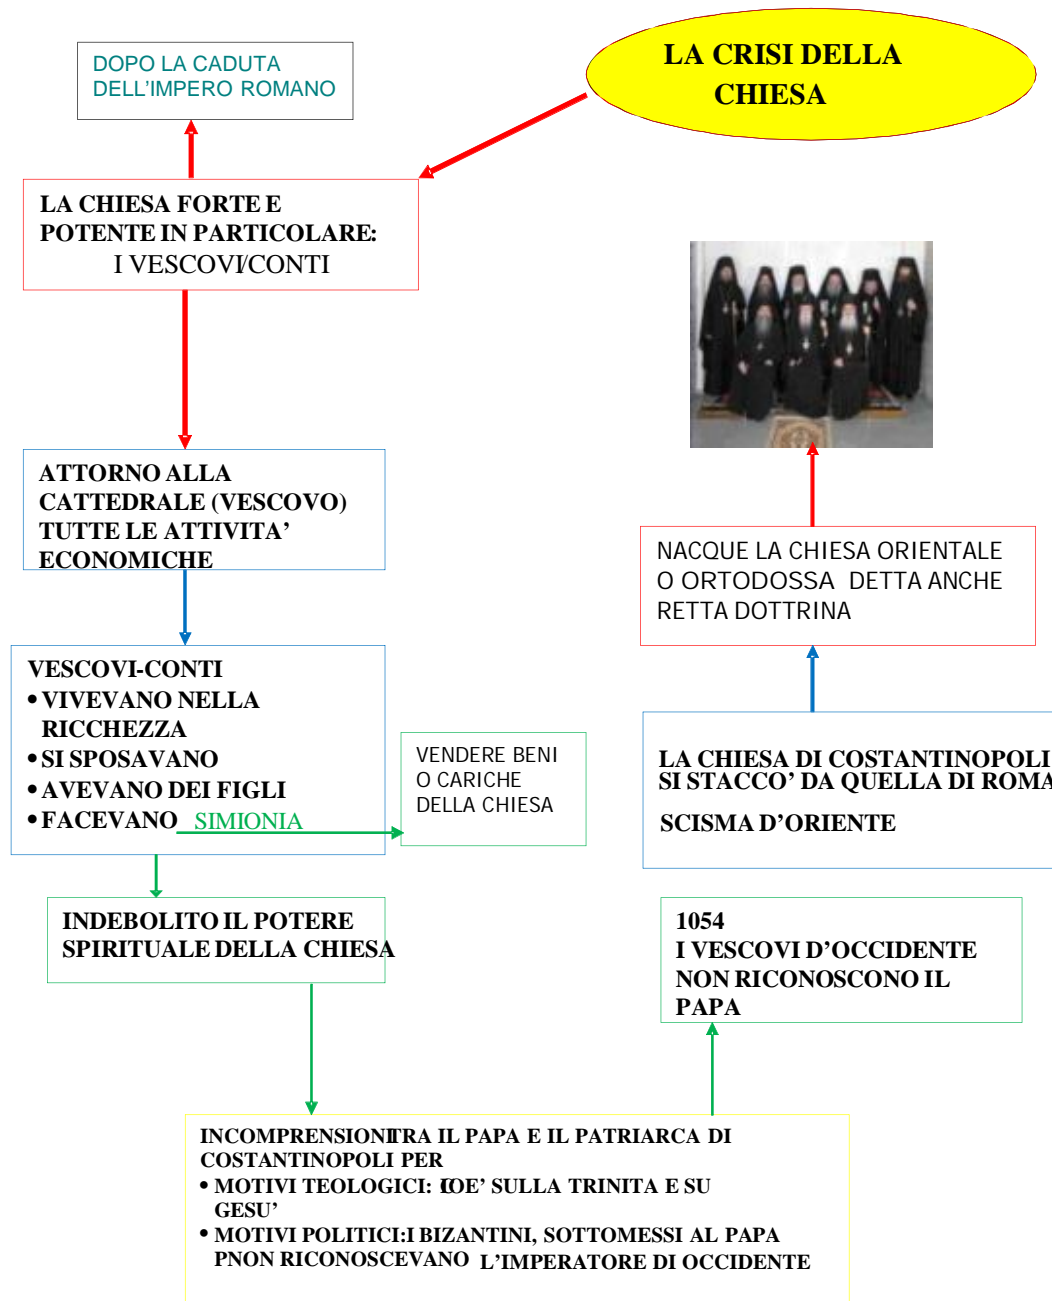 LA CRISI DELLA
CHIESA
DOPO LA CADUTA
DELL'IMPERO ROMANO
LA CHIESA FORTE E
POTENTE IN PARTICOLARE:
I VESCOVI/CONTI
ATTORNO ALLA
CATTEDRALE (VESCOVO)
TUTTE LE ATTIVITA'
ECONOMICHE
VESCOVI-CONTI
• VIVEVANO NELLA
RICCHEZZA
• SI SPOSAVANO
• AVEVANO DEI FIGLI
• FACEVANO SIMIONIA
VENDERE BENI
O CARICHE
DELLA CHIESA
INDEBOLITO IL POTERE
SPIRITUALE DELLA CHIESA
INCOMPRENSIONI TRA IL PAPA E IL PATRIARCA DI
COSTANTINOPOLI PER
• MOTIVI TEOLOGICI: CIOE' SULLA TRINITA E SU
GESU'
• MOTIVI POLITICI:I BIZANTINI, SOTTOMESSI AL PAPA
PNON RICONOSCEVANO L'IMPERATORE DI OCCIDENTE
1054
I VESCOVI D'OCCIDENTE
NON RICONOSCONO IL
PAPA
LA CHIESA DI COSTANTINOPOLI
SI STACCO' DA QUELLA DI ROMA
SCISMA D'ORIENTE
NACQUE LA CHIESA ORIENTALE
O ORTODOSSA DETTA ANCHE
RETTA DOTTRINA